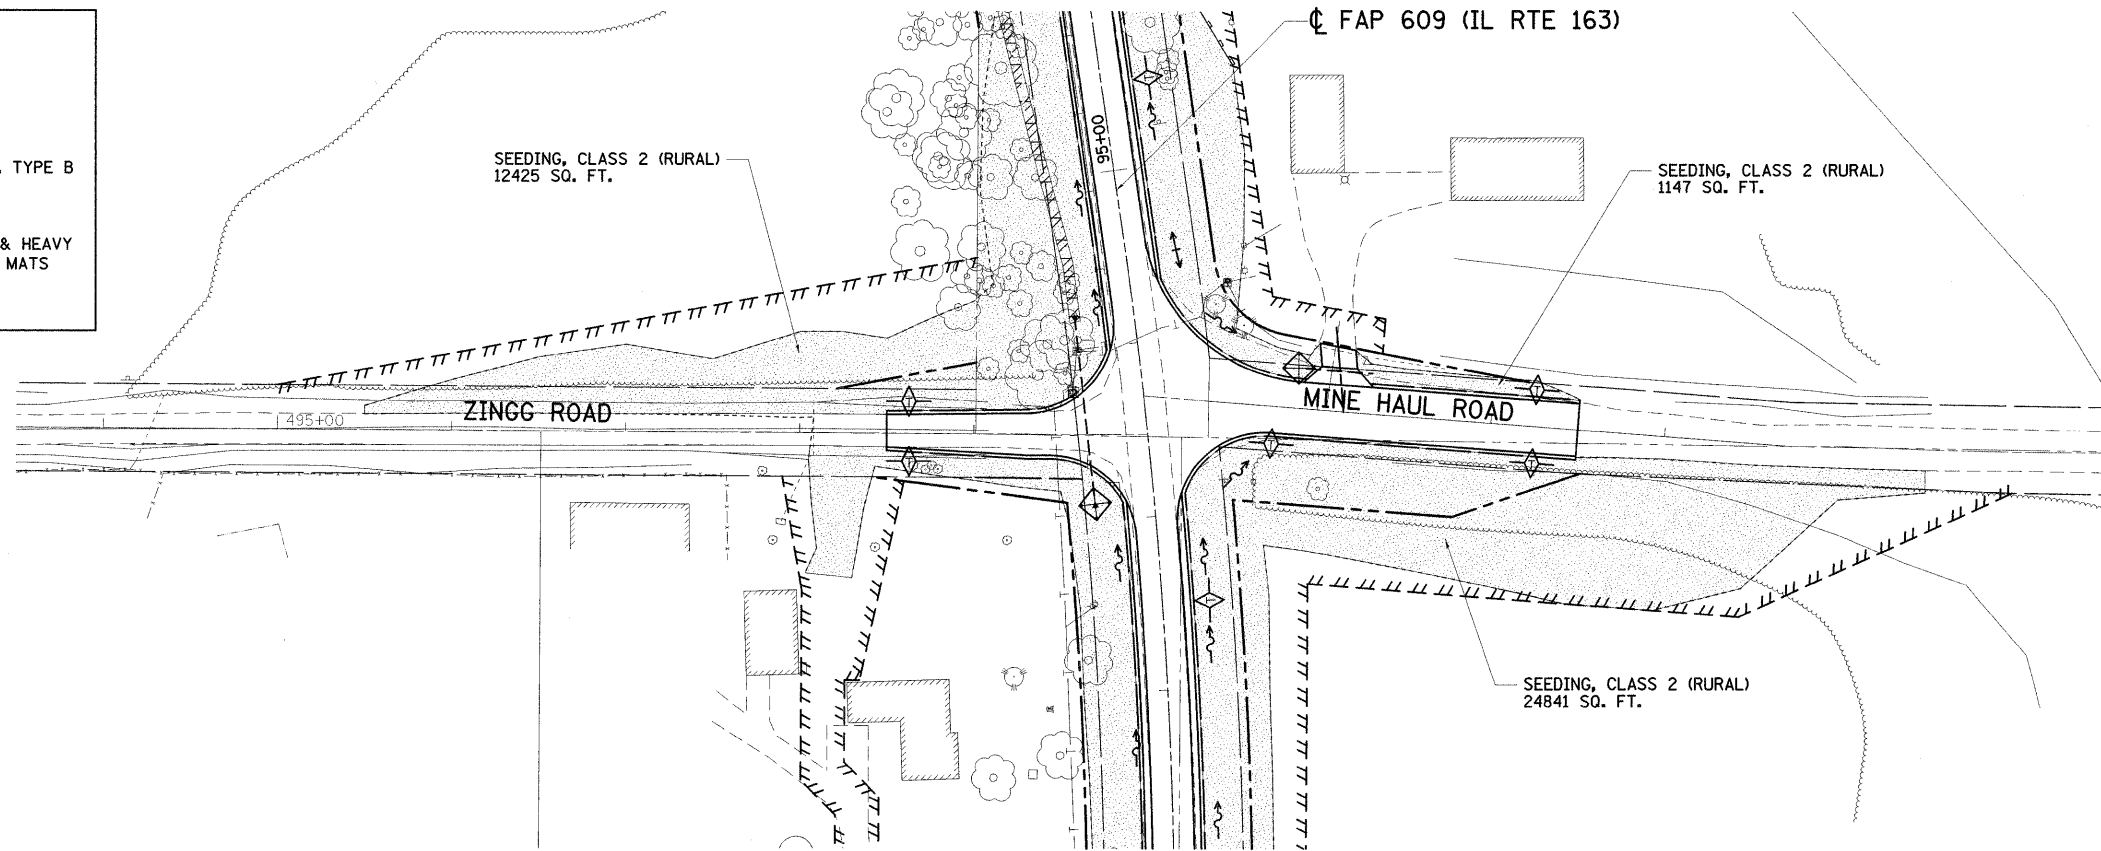 ℄ FAP 609 (IL RTE 163)
TYPE B
& HEAVY
MATS
SEEDING, CLASS 2 (RURAL)
12425 SQ. FT.
95+00
SEEDING, CLASS 2 (RURAL)
1147 SQ. FT.
495+00
ZINGG ROAD
MINE HAUL ROAD
SEEDING, CLASS 2 (RURAL)
24841 SQ. FT.